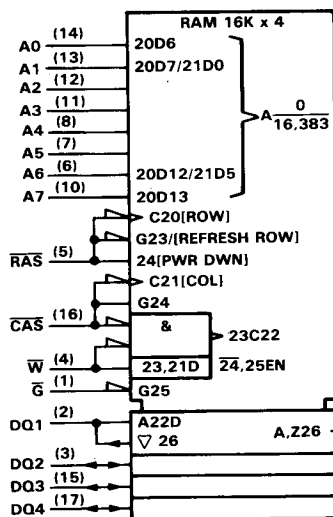 RAM 16K x 4
A0 (14) 20D6
A1 (13) 20D7/21D0
A2 (12)
A3 (11)
A4 (8)
A5 (7)
A6 (6) 20D12/21D5
A7 (10) 20D13
A 0/16,383
C20[ROW]
G23/[REFRESH ROW]
RAS (5) 24[PWR DWN]
C21[COL]
G24
CAS (16) & 23C22
W (4) 23,21D 24,25EN
G (1) G25
DQ1 (2) A22D A,Z26
▽ 26
DQ2 (3)
DQ3 (15)
DQ4 (17)